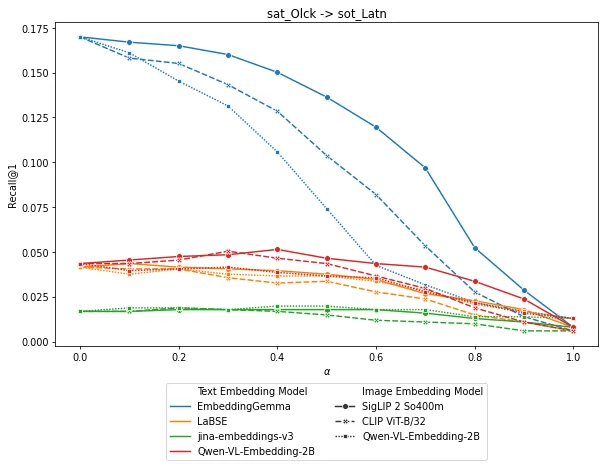 sat_Olck -> sot_Latn
0.175
0.150
0.125
0.100
0.075
0.050
0.025
0.000
Recall@1
0.0 0.2 0.4 0.6 0.8 1.0
α
Text Embedding Model Image Embedding Model
EmbeddingGemma SigLIP 2 So400m
LaBSE CLIP ViT-B/32
jina-embeddings-v3 Qwen-VL-Embedding-2B
Qwen-VL-Embedding-2B